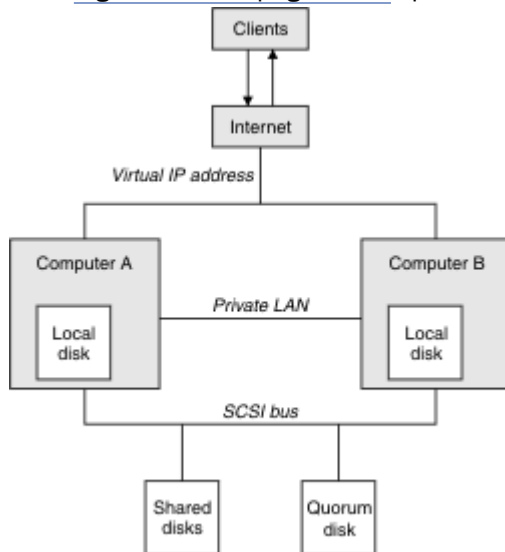 Clients
Internet
Virtual IP address
Computer A
Computer B
Private LAN
Local
disk
Local
disk
SCSI bus
Shared
disks
Quorum
disk